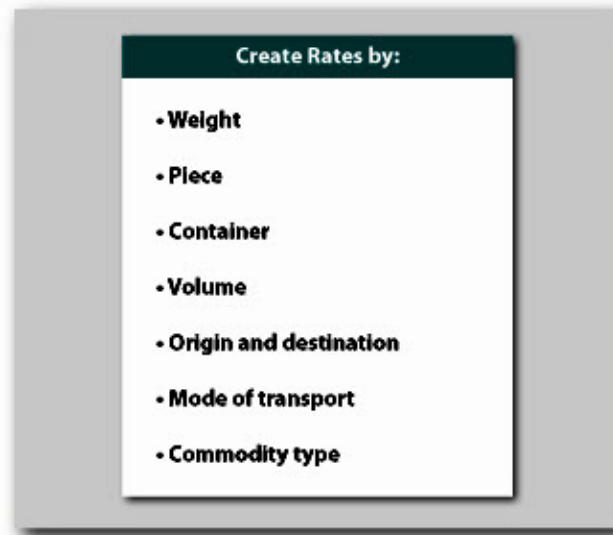 Create Rates by:
• Weight
• Piece
• Container
• Volume
• Origin and destination
• Mode of transport
• Commodity type